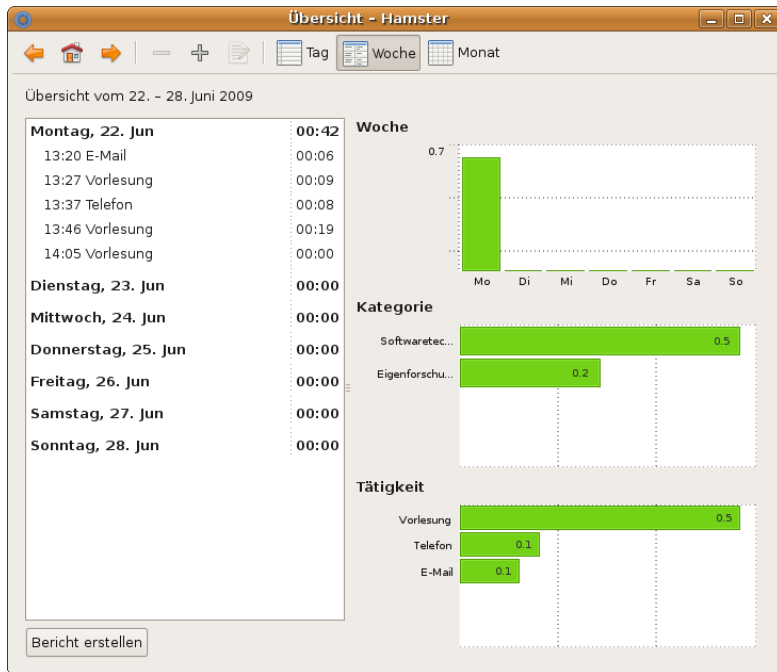 Übersicht – Hamster
Tag Woche Monat
Übersicht vom 22. – 28. Juni 2009
Montag, 22. Jun 00:42
13:20 E-Mail 00:06
13:27 Vorlesung 00:09
13:37 Telefon 00:08
13:46 Vorlesung 00:19
14:05 Vorlesung 00:00
Dienstag, 23. Jun 00:00
Mittwoch, 24. Jun 00:00
Donnerstag, 25. Jun 00:00
Freitag, 26. Jun 00:00
Samstag, 27. Jun 00:00
Sonntag, 28. Jun 00:00
Bericht erstellen
Woche
0.7
Mo Di Mi Do Fr Sa So
Kategorie
Softwaretec... 0.5
Eigenforschu... 0.2
Tätigkeit
Vorlesung 0.5
Telefon 0.1
E-Mail 0.1